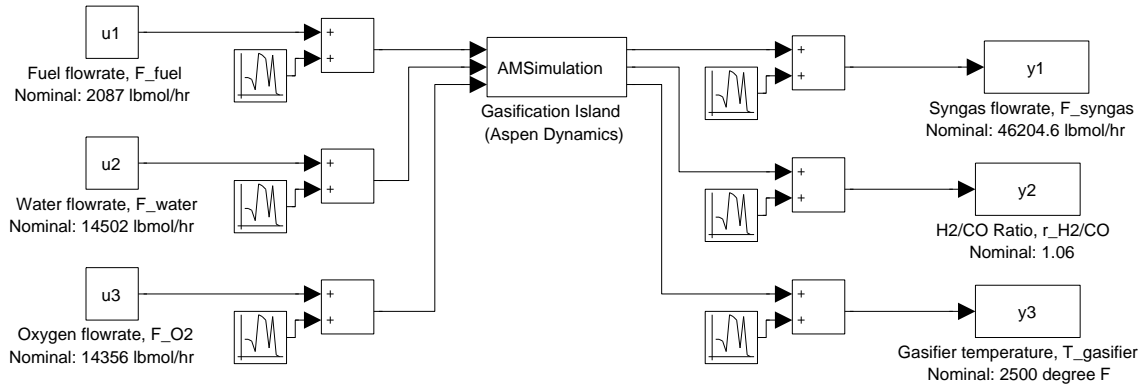 u1
+
+
Fuel flowrate, F_fuel
Nominal: 2087 lbmol/hr
u2
+
+
Water flowrate, F_water
Nominal: 14502 lbmol/hr
u3
+
+
Oxygen flowrate, F_O2
Nominal: 14356 lbmol/hr
AMSimulation
Gasification Island
(Aspen Dynamics)
+
+
y1
Syngas flowrate, F_syngas
Nominal: 46204.6 lbmol/hr
+
+
y2
H2/CO Ratio, r_H2/CO
Nominal: 1.06
+
+
y3
Gasifier temperature, T_gasifier
Nominal: 2500 degree F